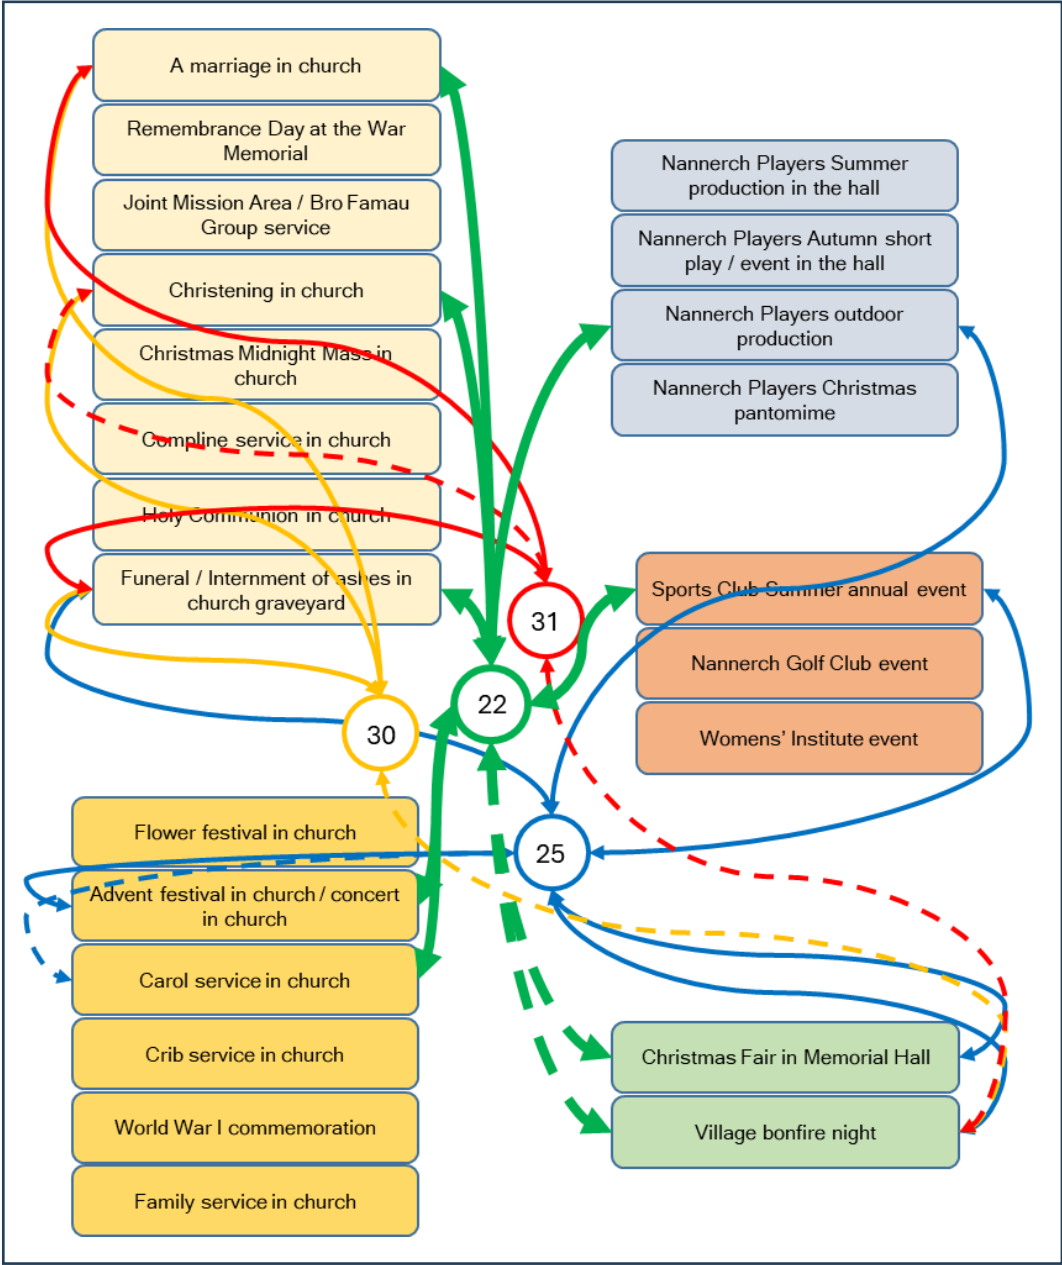 A marriage in church
Remembrance Day at the War
Memorial
Joint Mission Area / Bro Famau
Group service
Christening in church
Christmas Midnight Mass in
church
Compline service in church
Holy Communion in church
Funeral / Internment of ashes in
church graveyard
Nannerch Players Summer
production in the hall
Nannerch Players Autumn short
play / event in the hall
Nannerch Players outdoor
production
Nannerch Players Christmas
pantomime
Sports Club Summer annual event
Nannerch Golf Club event
Womens’ Institute event
31
22
30
25
Flower festival in church
Advent festival in church / concert
in church
Carol service in church
Crib service in church
World War I commemoration
Family service in church
Christmas Fair in Memorial Hall
Village bonfire night